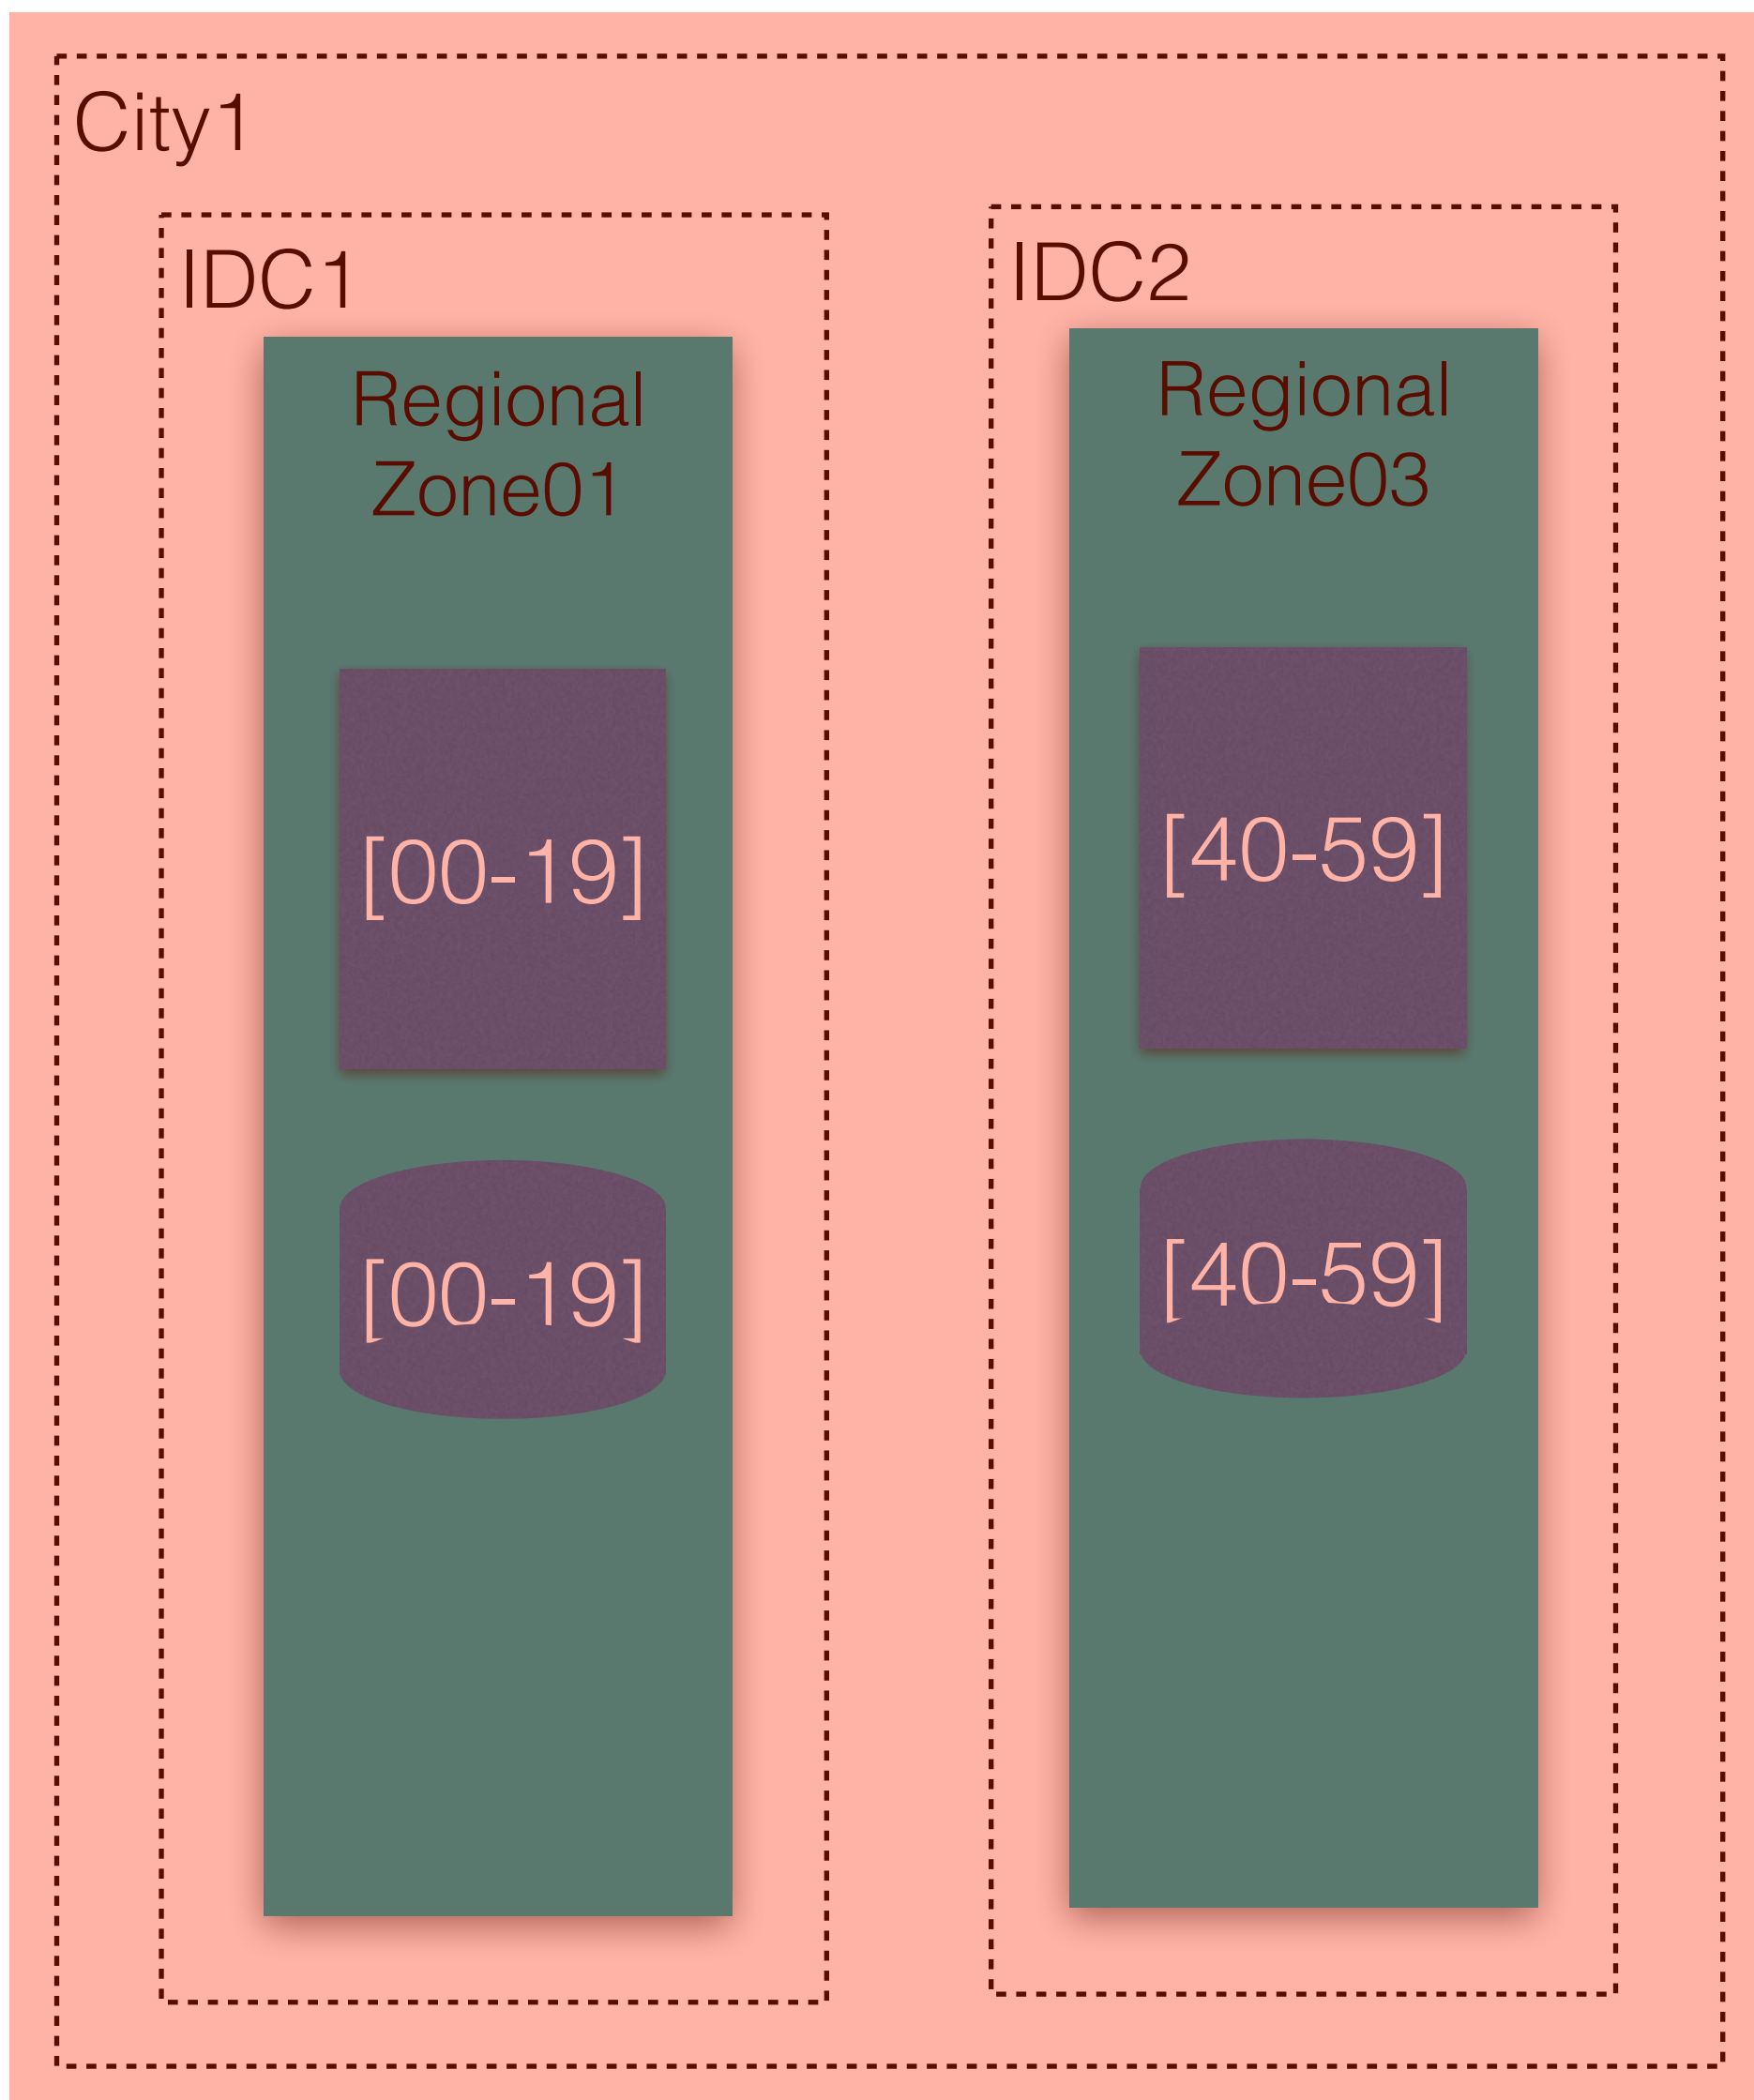 City1
IDC1
Regional
Zone01
[00-19]
[00-19]
IDC2
Regional
Zone03
[40-59]
[40-59]